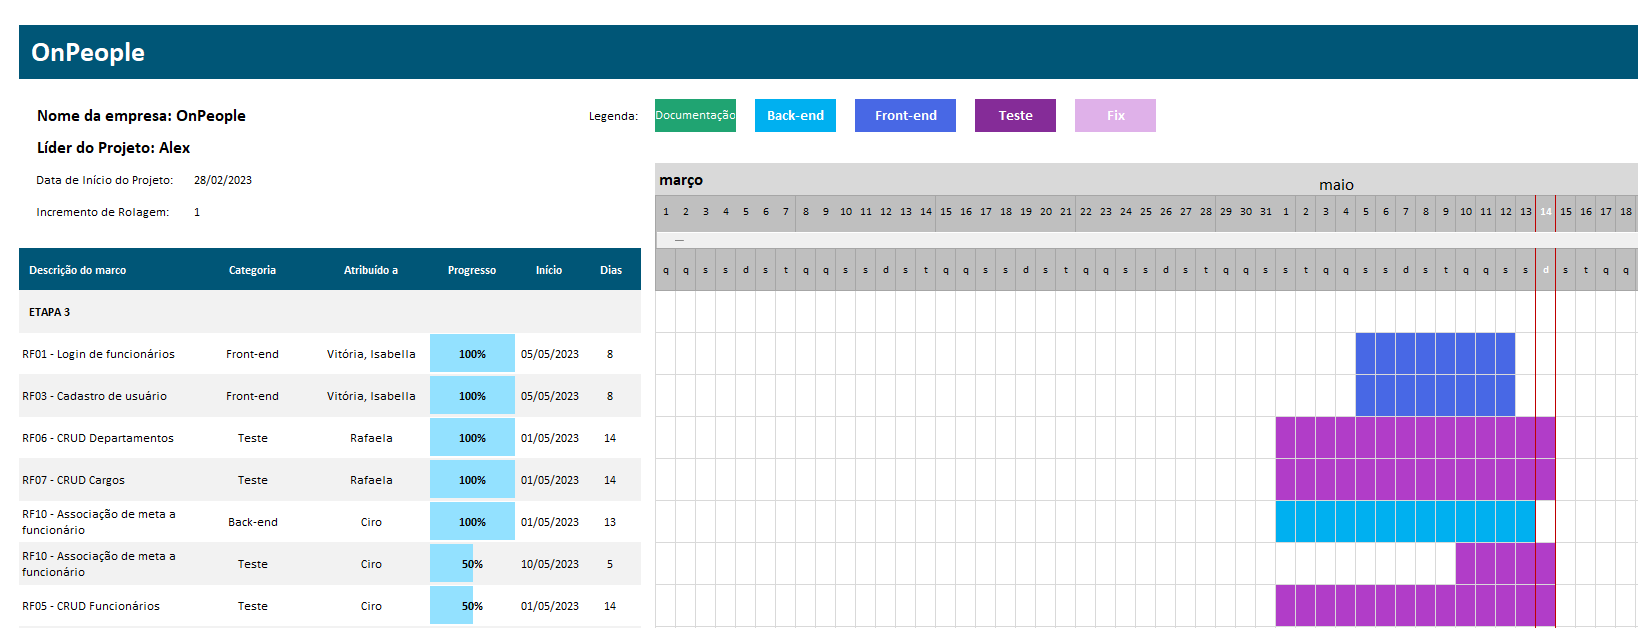 OnPeople
Nome da empresa: OnPeople
Legenda: Documentação Back-end Front-end Teste Fix
Líder do Projeto: Alex
Data de Início do Projeto: 28/02/2023
Incremento de Rolagem: 1
março maio
1 2 3 4 5 6 7 8 9 10 11 12 13 14 15 16 17 18 19 20 21 22 23 24 25 26 27 28 29 30 31 1 2 3 4 5 6 7 8 9 10 11 12 13 14 15 16 17 18
Descrição do marco Categoria Atribuído a Progresso Início Dias
q q s s d s t q q s s d s t q q s s d s t q q s s d s t q q s s t q q s s d s t q q s s d s t q q
ETAPA 3
RF01 - Login de funcionários Front-end Vitória, Isabella 100% 05/05/2023 8
RF03 - Cadastro de usuário Front-end Vitória, Isabella 100% 05/05/2023 8
RF06 - CRUD Departamentos Teste Rafaela 100% 01/05/2023 14
RF07 - CRUD Cargos Teste Rafaela 100% 01/05/2023 14
RF10 - Associação de meta a
funcionário Back-end Ciro 100% 01/05/2023 13
RF10 - Associação de meta a
funcionário Teste Ciro 50% 10/05/2023 5
RF05 - CRUD Funcionários Teste Ciro 50% 01/05/2023 14